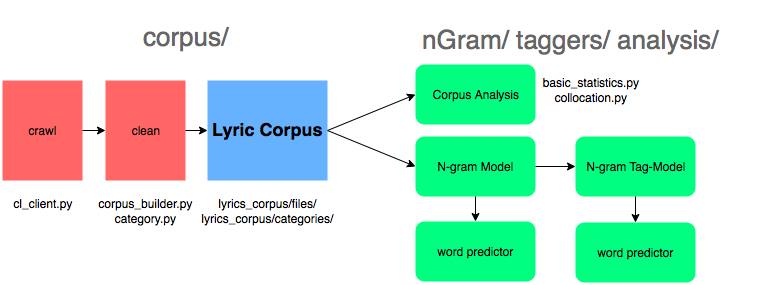 corpus/
nGram/ taggers/ analysis/
crawl
clean
Lyric Corpus
cl_client.py
corpus_builder.py
category.py
lyrics_corpus/files/
lyrics_corpus/categories/
Corpus Analysis
basic_statistics.py
collocation.py
N-gram Model
N-gram Tag-Model
word predictor
word predictor